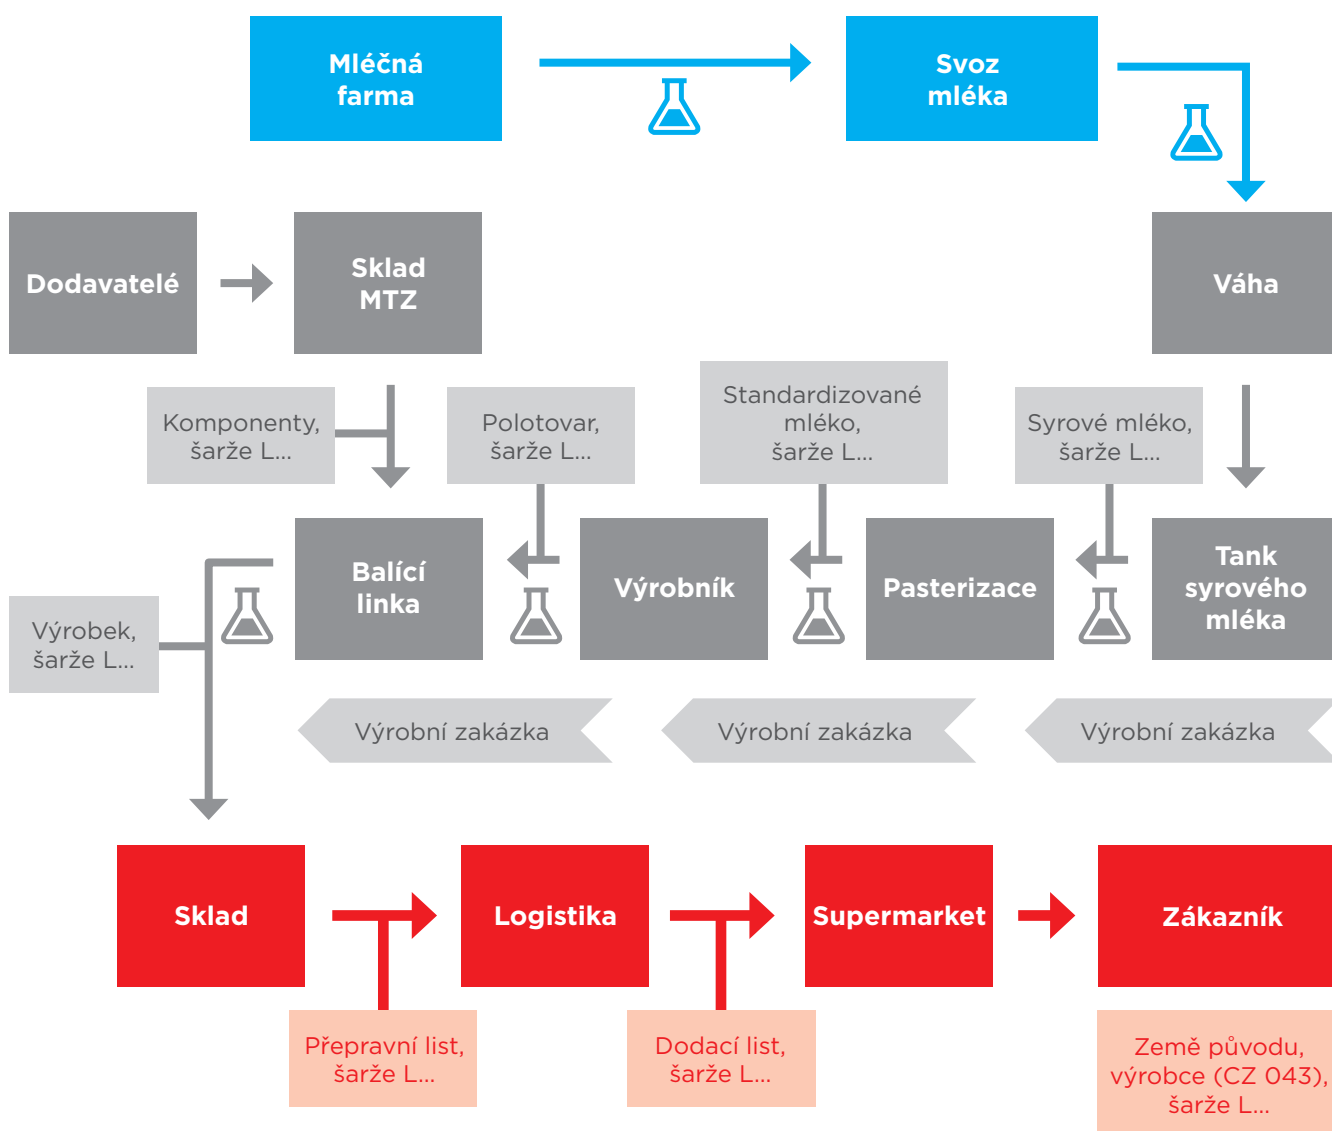 Mléčná
farma
Svoz
mléka
Dodavatelé
Sklad
MTZ
Váha
Komponenty,
šarže L...
Polotovar,
šarže L...
Standardizované
mléko,
šarže L...
Syrové mléko,
šarže L...
Balící
linka
Výrobník
Pasterizace
Tank
syrového
mléka
Výrobek,
šarže L...
Výrobní zakázka
Výrobní zakázka
Výrobní zakázka
Sklad
Logistika
Supermarket
Zákazník
Přepravní list,
šarže L...
Dodací list,
šarže L...
Země původu,
výrobce (CZ 043),
šarže L...